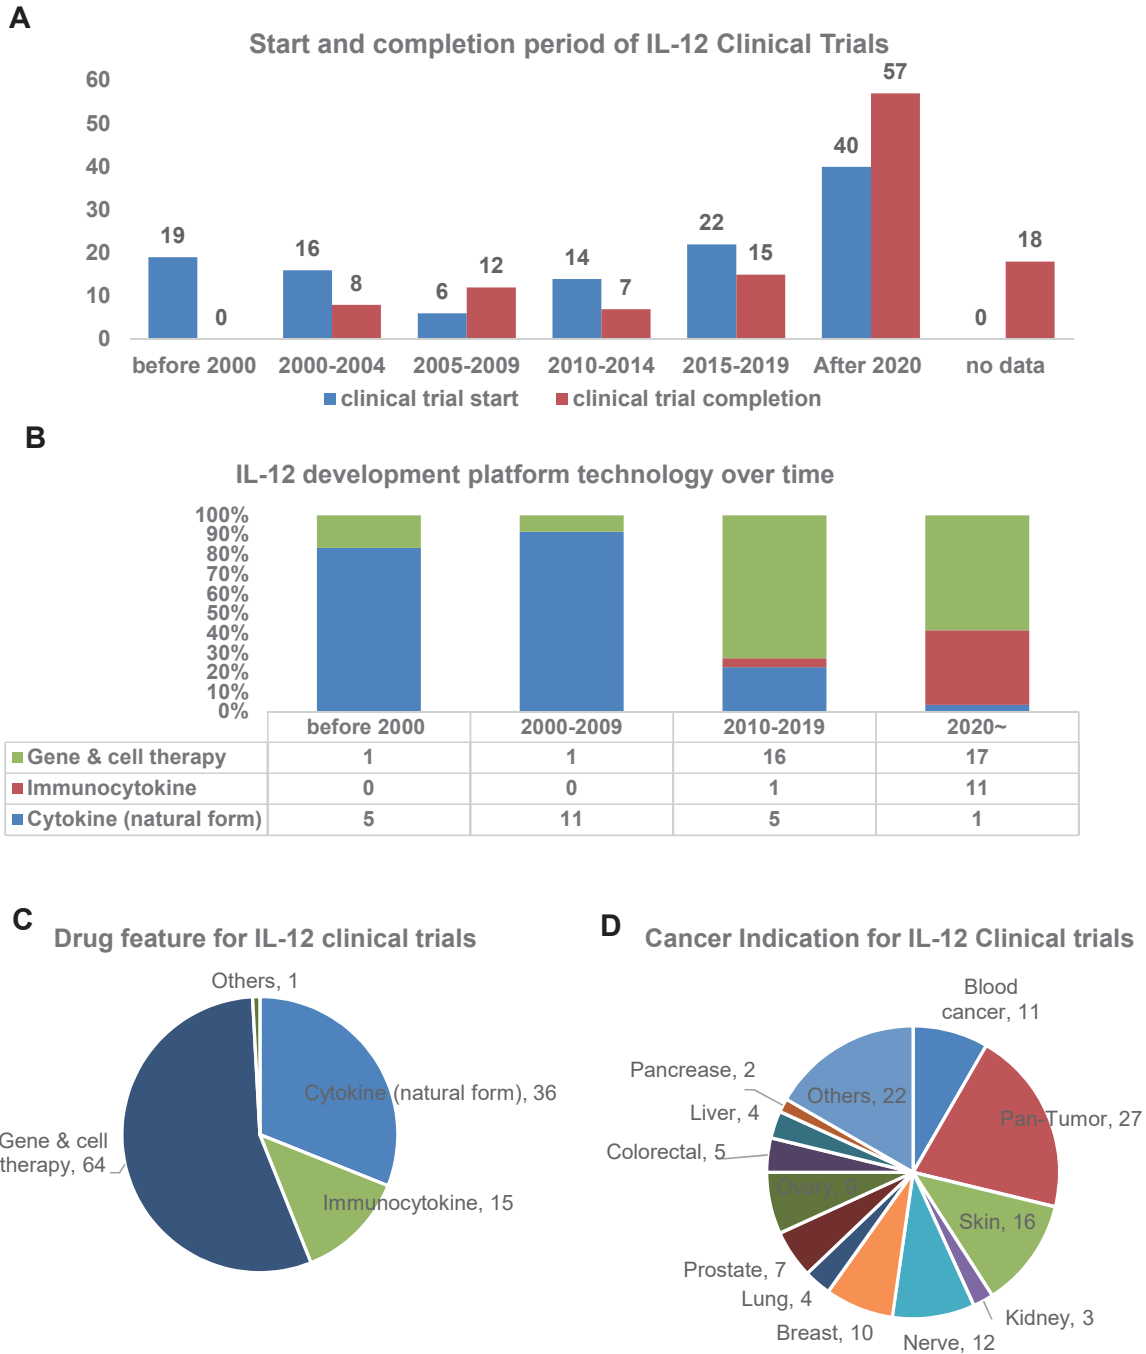 A
Start and completion period of IL-12 Clinical Trials
60
50
40
30
20
10
0
19
0
16
8
6
12
14
7
22
15
40
57
0
18
before 2000 2000-2004 2005-2009 2010-2014 2015-2019 After 2020 no data
clinical trial start clinical trial completion
B
IL-12 development platform technology over time
100%
90%
80%
70%
60%
50%
40%
30%
20%
10%
0%
before 2000 2000-2009 2010-2019 2020~
Gene & cell therapy 1 1 16 17
Immunocytokine 0 0 1 11
Cytokine (natural form) 5 11 5 1
C
Drug feature for IL-12 clinical trials
Others, 1
Cytokine (natural form), 36
Gene & cell
therapy, 64
Immunocytokine, 15
D
Cancer Indication for IL-12 Clinical trials
Blood
cancer, 11
Pancrease, 2
Others, 22
Liver, 4
Pan-Tumor, 27
Colorectal, 5
Ovary, 9
Skin, 16
Prostate, 7
Lung, 4
Kidney, 3
Breast, 10
Nerve, 12